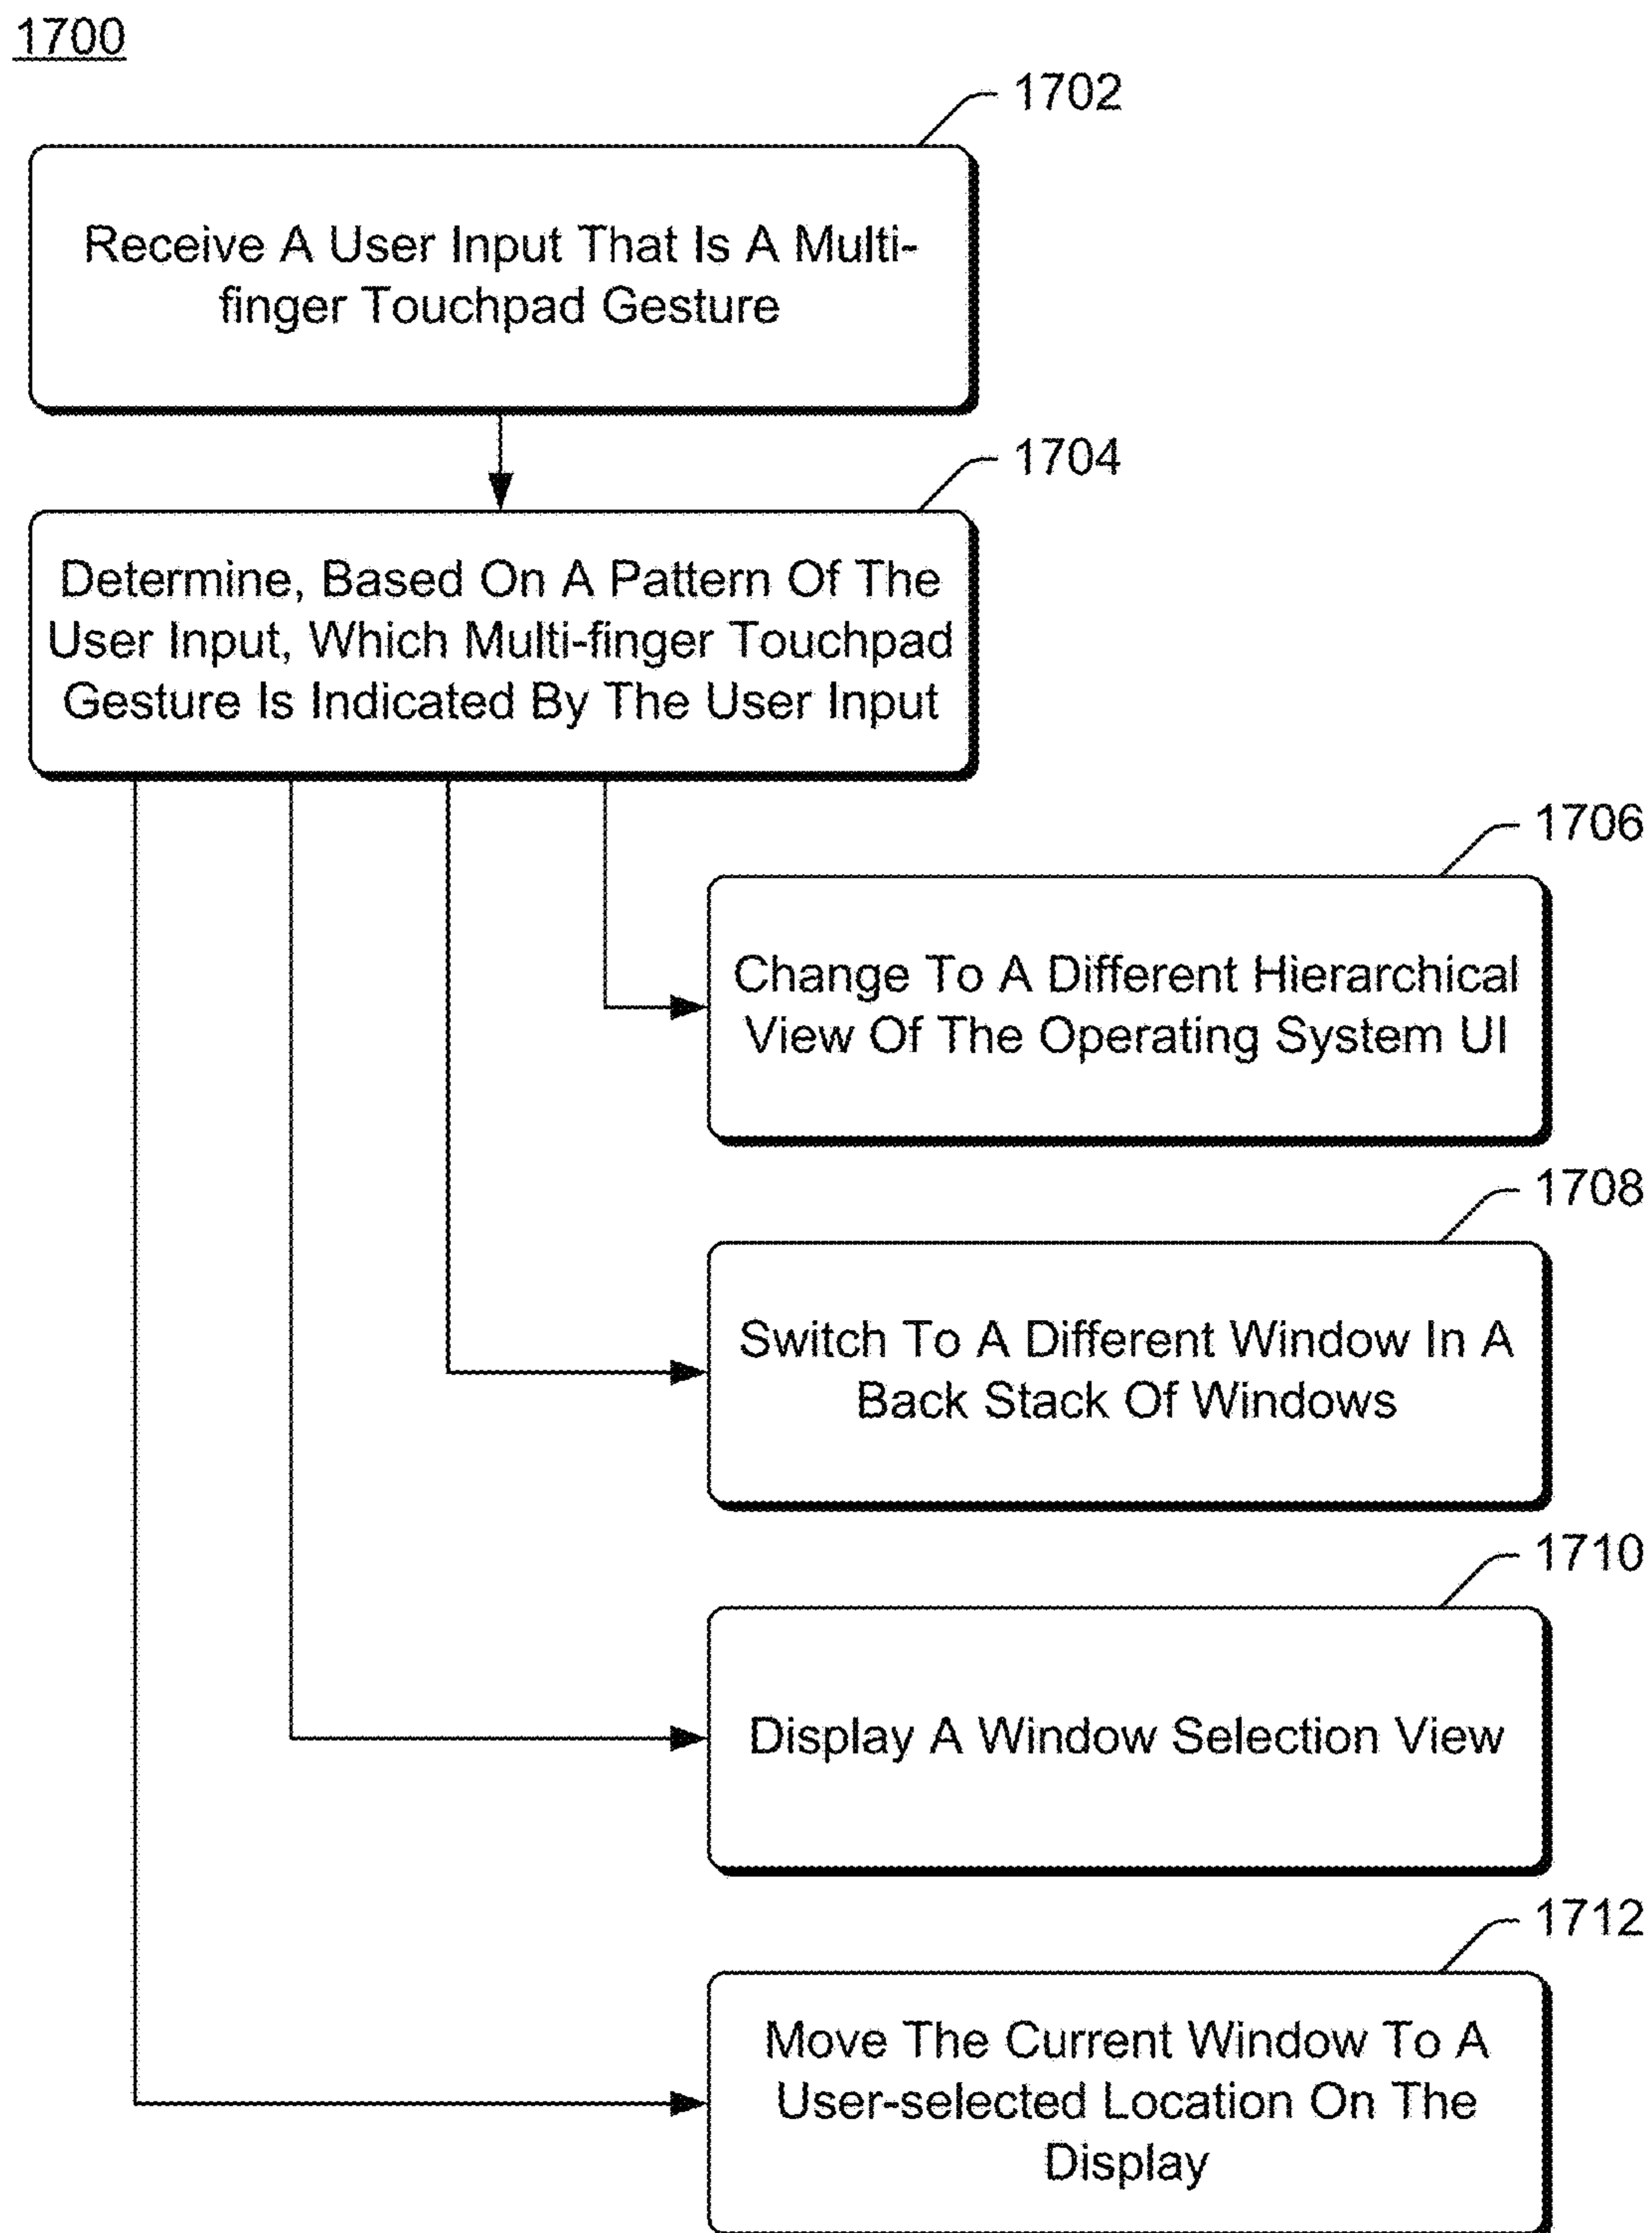 1700
1702
Receive A User Input That Is A Multi-
finger Touchpad Gesture
1704
Determine, Based On A Pattern Of The
User Input, Which Multi-finger Touchpad
Gesture Is Indicated By The User Input
1706
Change To A Different Hierarchical
View Of The Operating System UI
1708
Switch To A Different Window In A
Back Stack Of Windows
1710
Display A Window Selection View
1712
Move The Current Window To A
User-selected Location On The
Display